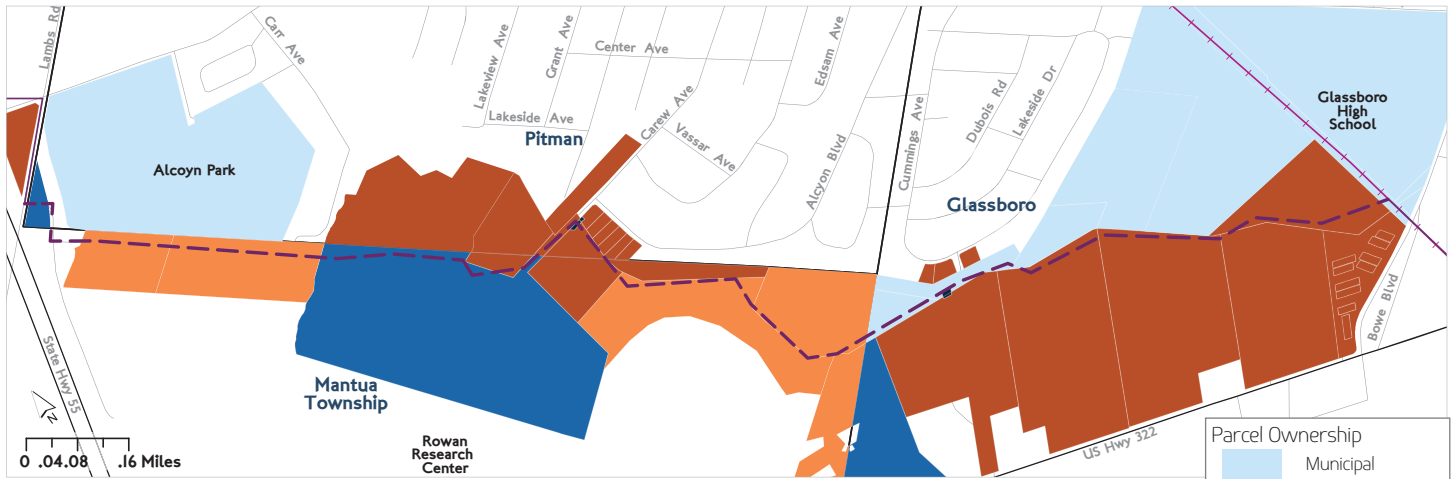 Lambs Rd
Carr Ave
Lakeview Ave
Grant Ave
Center Ave
Edsam Ave
Lakeside Ave
Carew Ave
Vassar Ave
Pitman
Alcoyn Park
Alcyon Blvd
Cummings Ave
Dubois Rd
Lakeside Dr
Glassboro
High
School
Glassboro
State Hwy 55
Mantua
Township
Bowe Blvd
N
0 .04.08 .16 Miles
Rowan
Research
Center
US Hwy 322
Parcel Ownership
Municipal